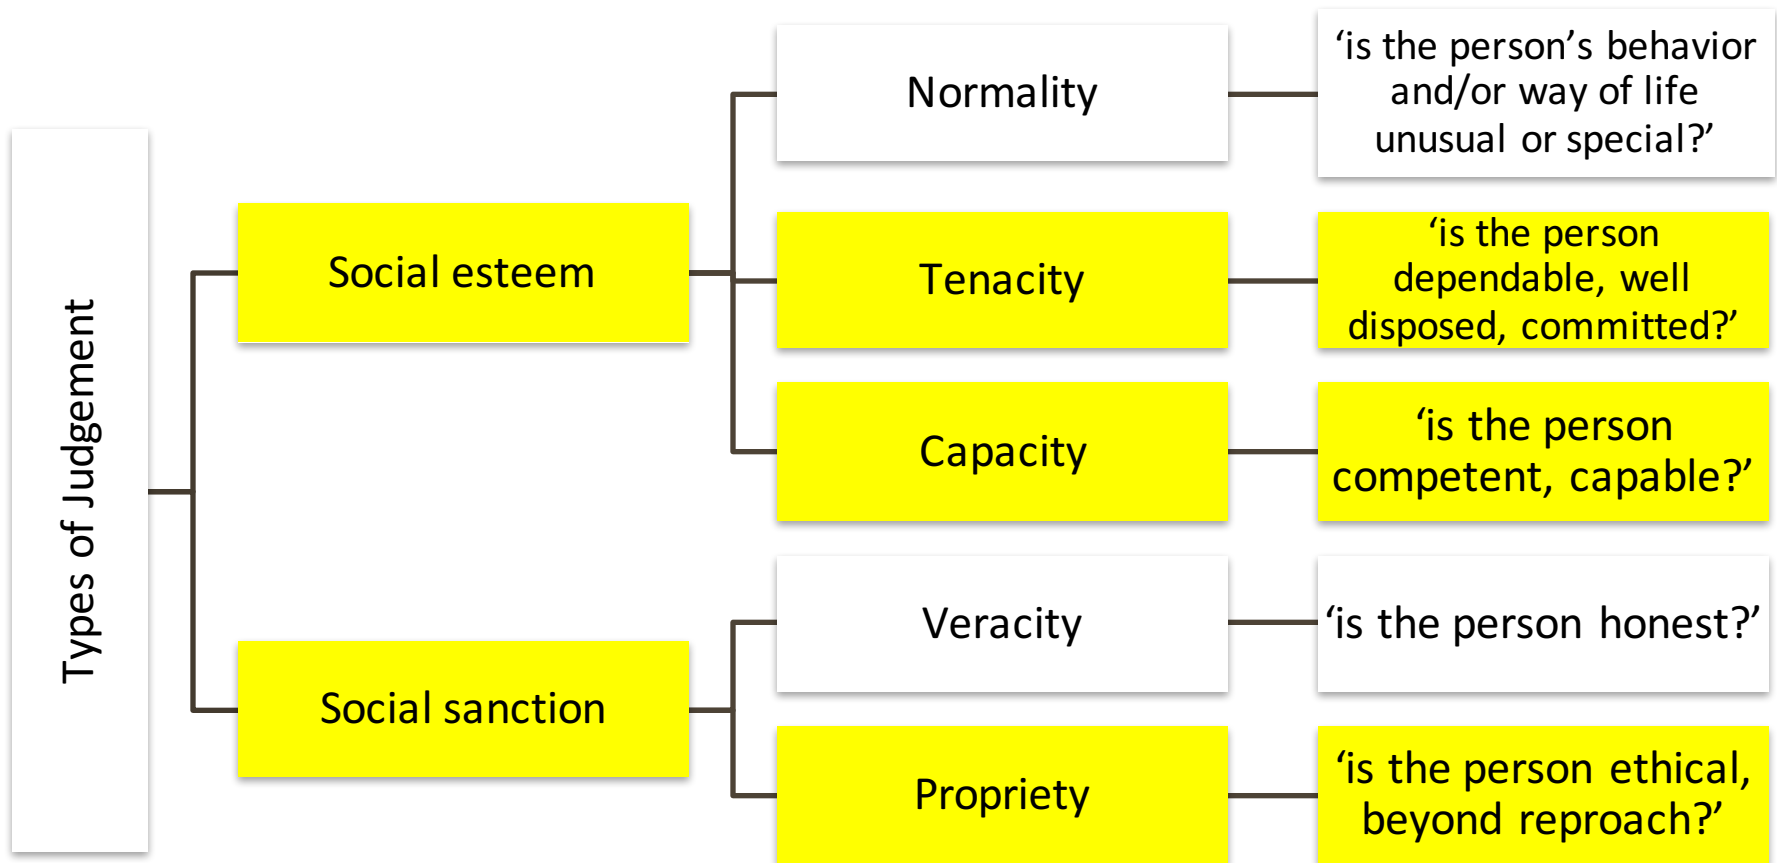 Types of Judgement
Social esteem
Normality
‘is the person’s behavior
and/or way of life
unusual or special?’
Tenacity
‘is the person
dependable, well
disposed, committed?’
Capacity
‘is the person
competent, capable?’
Social sanction
Veracity
‘is the person honest?’
Propriety
‘is the person ethical,
beyond reproach?’